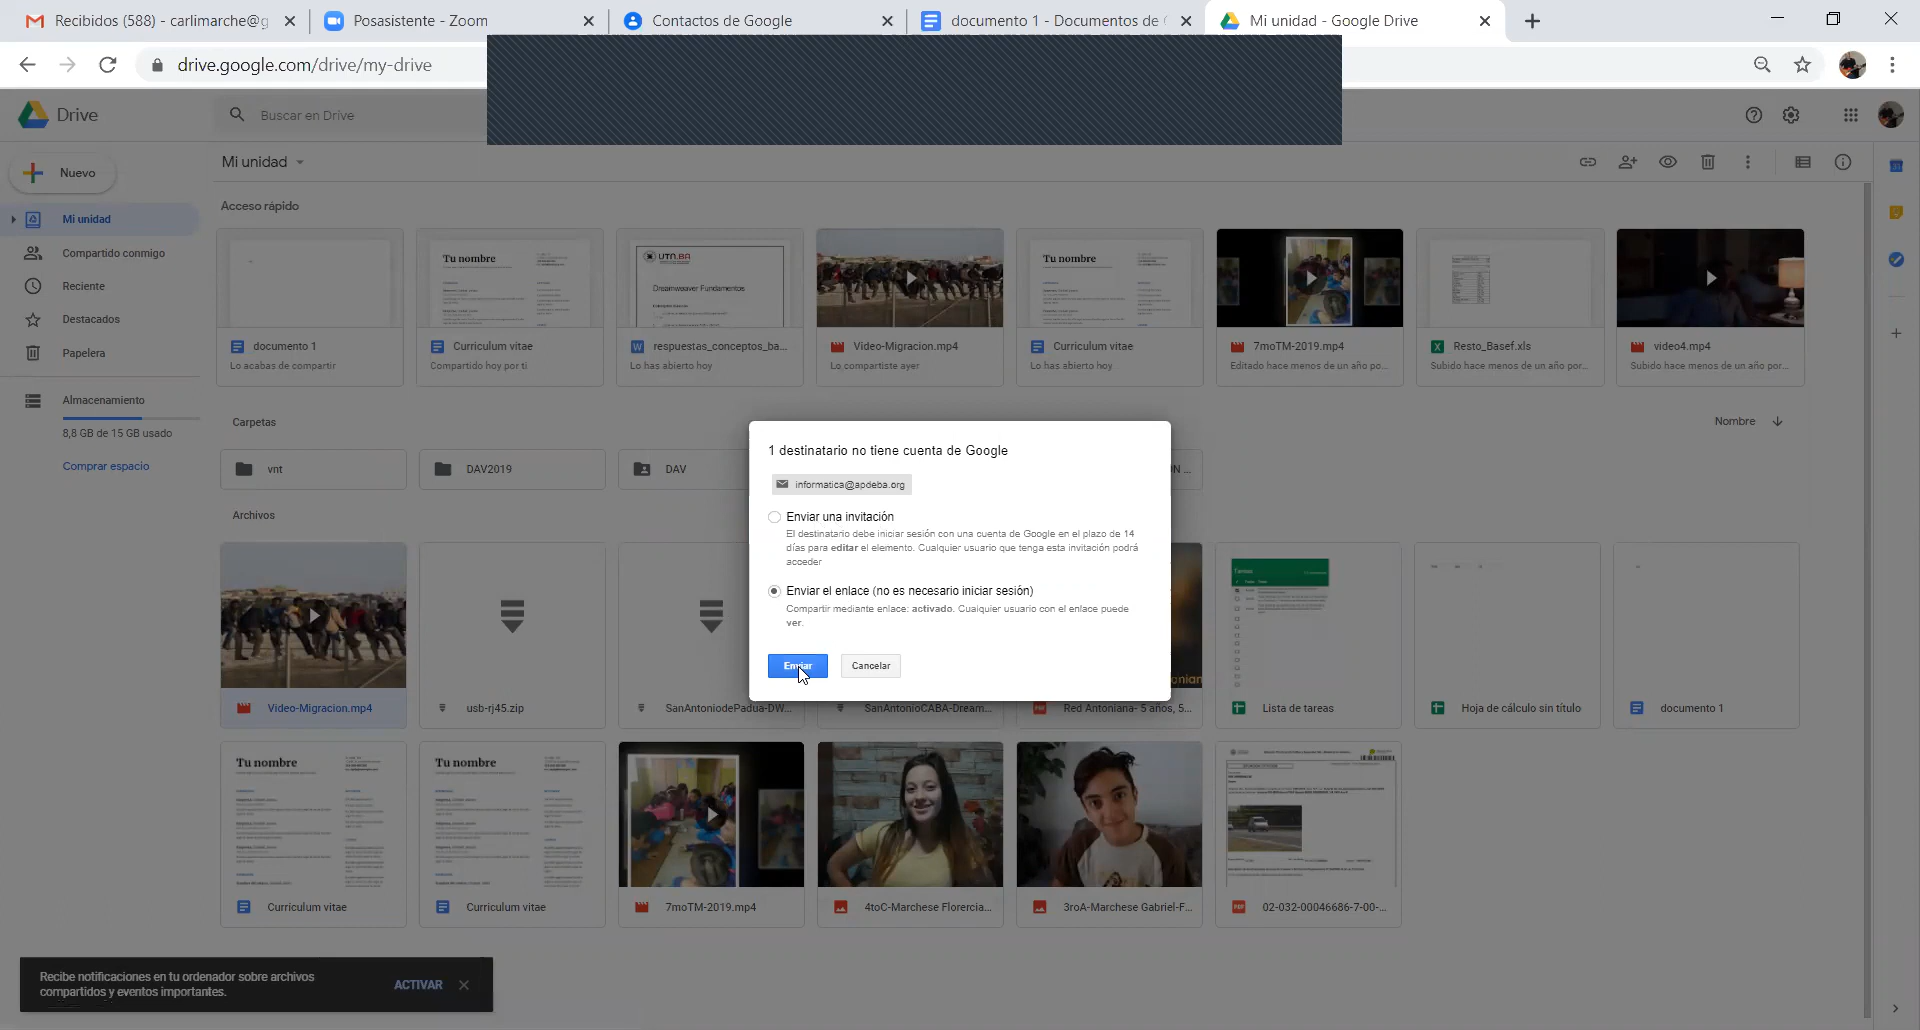 Recibidos (588) - carlimarche@g
Posasistente - Zoom
Contactos de Google
documento 1 - Documentos de
Mi unidad - Google Drive
drive.google.com/drive/my-drive
Drive
Buscar en Drive
Nuevo
Mi unidad
Mi unidad
Compartido conmigo
Reciente
Destacados
Papelera
Almacenamiento
8,8 GB de 15 GB usado
Comprar espacio
Acceso rápido
Tu nombre
UTN.BA
Dreamweaver Fundamentos
Tu nombre
documento 1
Lo acabas de compartir
Curriculum vitae
Compartido hoy por ti
respuestas_conceptos_ba...
Lo has abierto hoy
Video-Migracion.mp4
Lo compartiste ayer
Curriculum vitae
Lo has abierto hoy
7moTM-2019.mp4
Editado hace menos de un año po...
Resto_Basef.xls
Subido hace menos de un año por...
video4.mp4
Subido hace menos de un año por...
Carpetas
Nombre
vnt
DAV2019
DAV
Archivos
1 destinatario no tiene cuenta de Google
informatica@apdeba.org
Enviar una invitación
El destinatario debe iniciar sesión con una cuenta de Google en el plazo de 14
días para editar el elemento. Cualquier usuario que tenga esta invitación podrá
acceder
Enviar el enlace (no es necesario iniciar sesión)
Compartir mediante enlace: activado. Cualquier usuario con el enlace puede
ver.
Enviar
Cancelar
Tareas
Video-Migracion.mp4
usb-rj45.zip
SanAntoniodePadua-DW...
SanAntonioCABA-Dream...
Red Antoniana- 5 años, 5...
Lista de tareas
Hoja de cálculo sin título
documento 1
Tu nombre
Tu nombre
Curriculum vitae
Curriculum vitae
7moTM-2019.mp4
4toC-Marchese Florercia...
3roA-Marchese Gabriel-F...
02-032-00046686-7-00-...
Recibe notificaciones en tu ordenador sobre archivos
compartidos y eventos importantes.
ACTIVAR